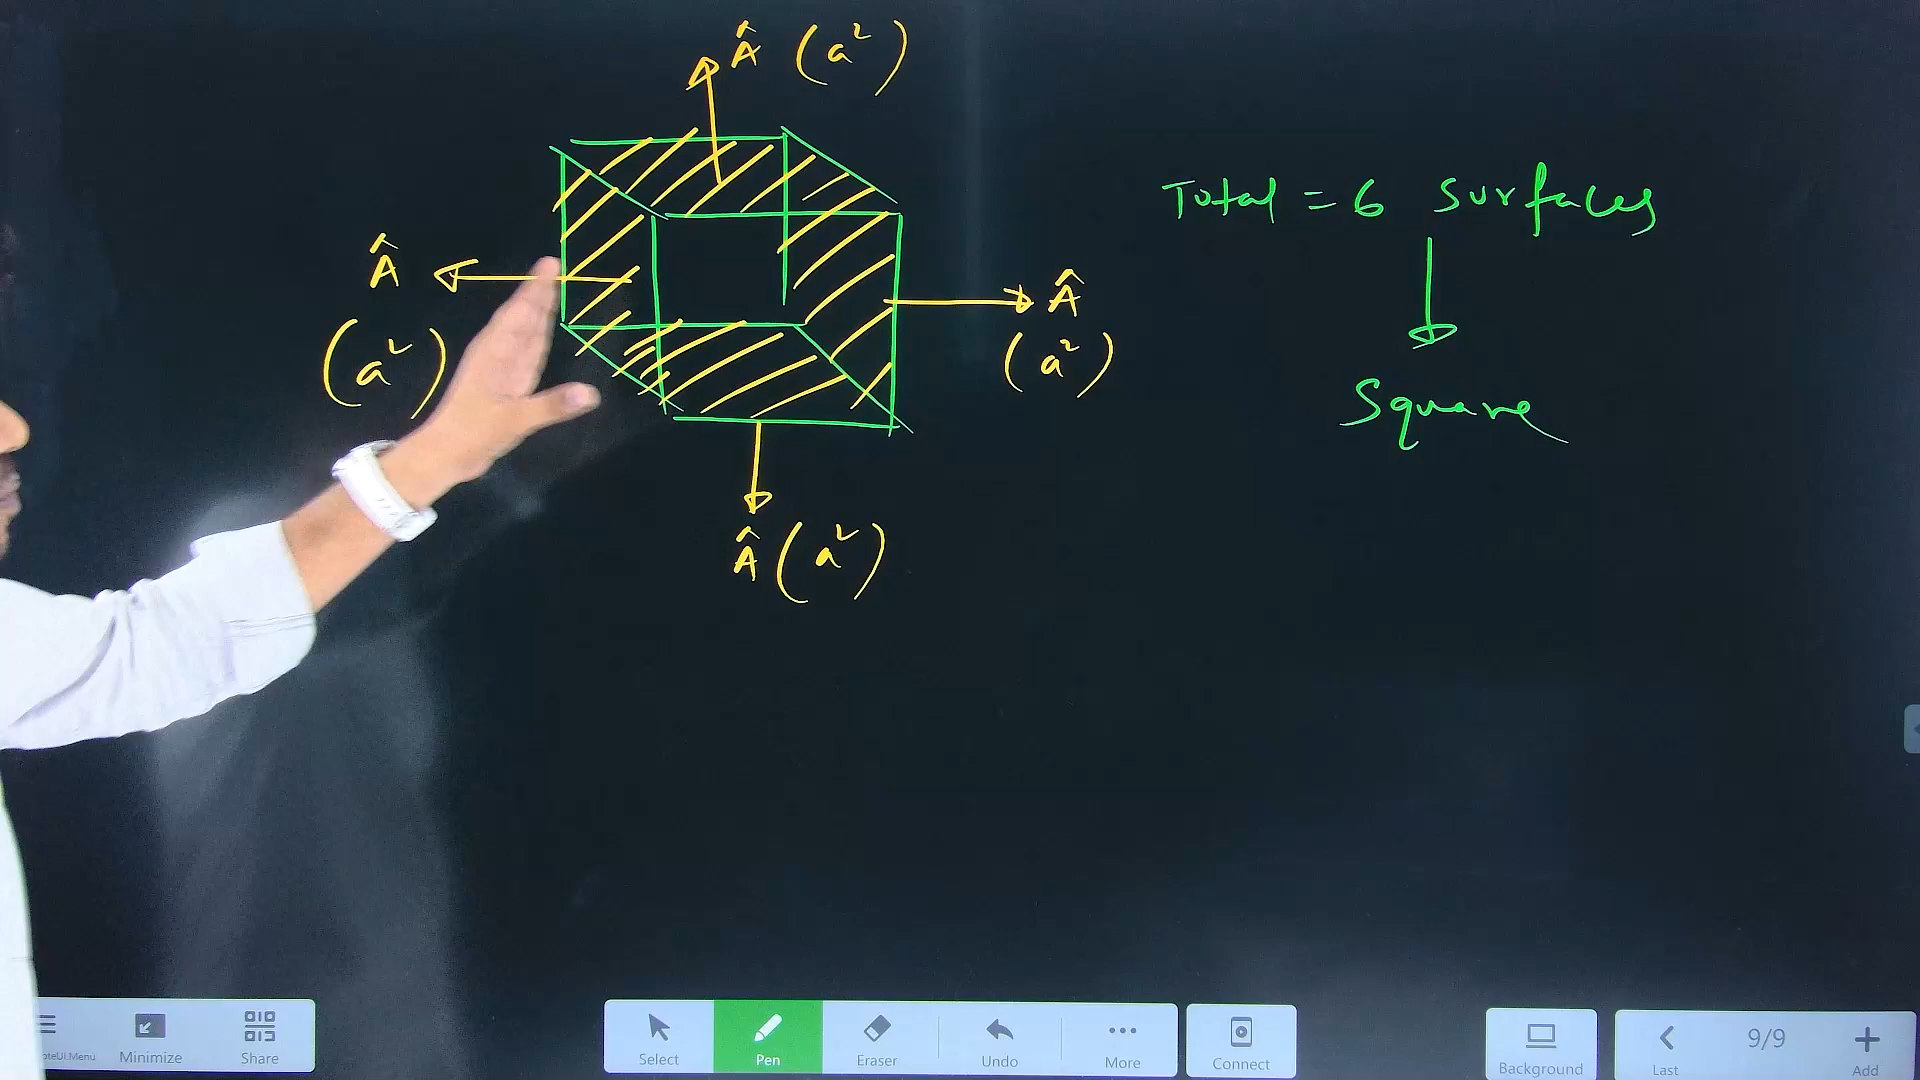 Â (a²)
Total = 6 surfaces
Â
Â
(a²)
(a²)
Square
Â (a²)
Minimize
Share
Select
Pen
Eraser
Undo
More
Connect
Background
9/9
Last
Add